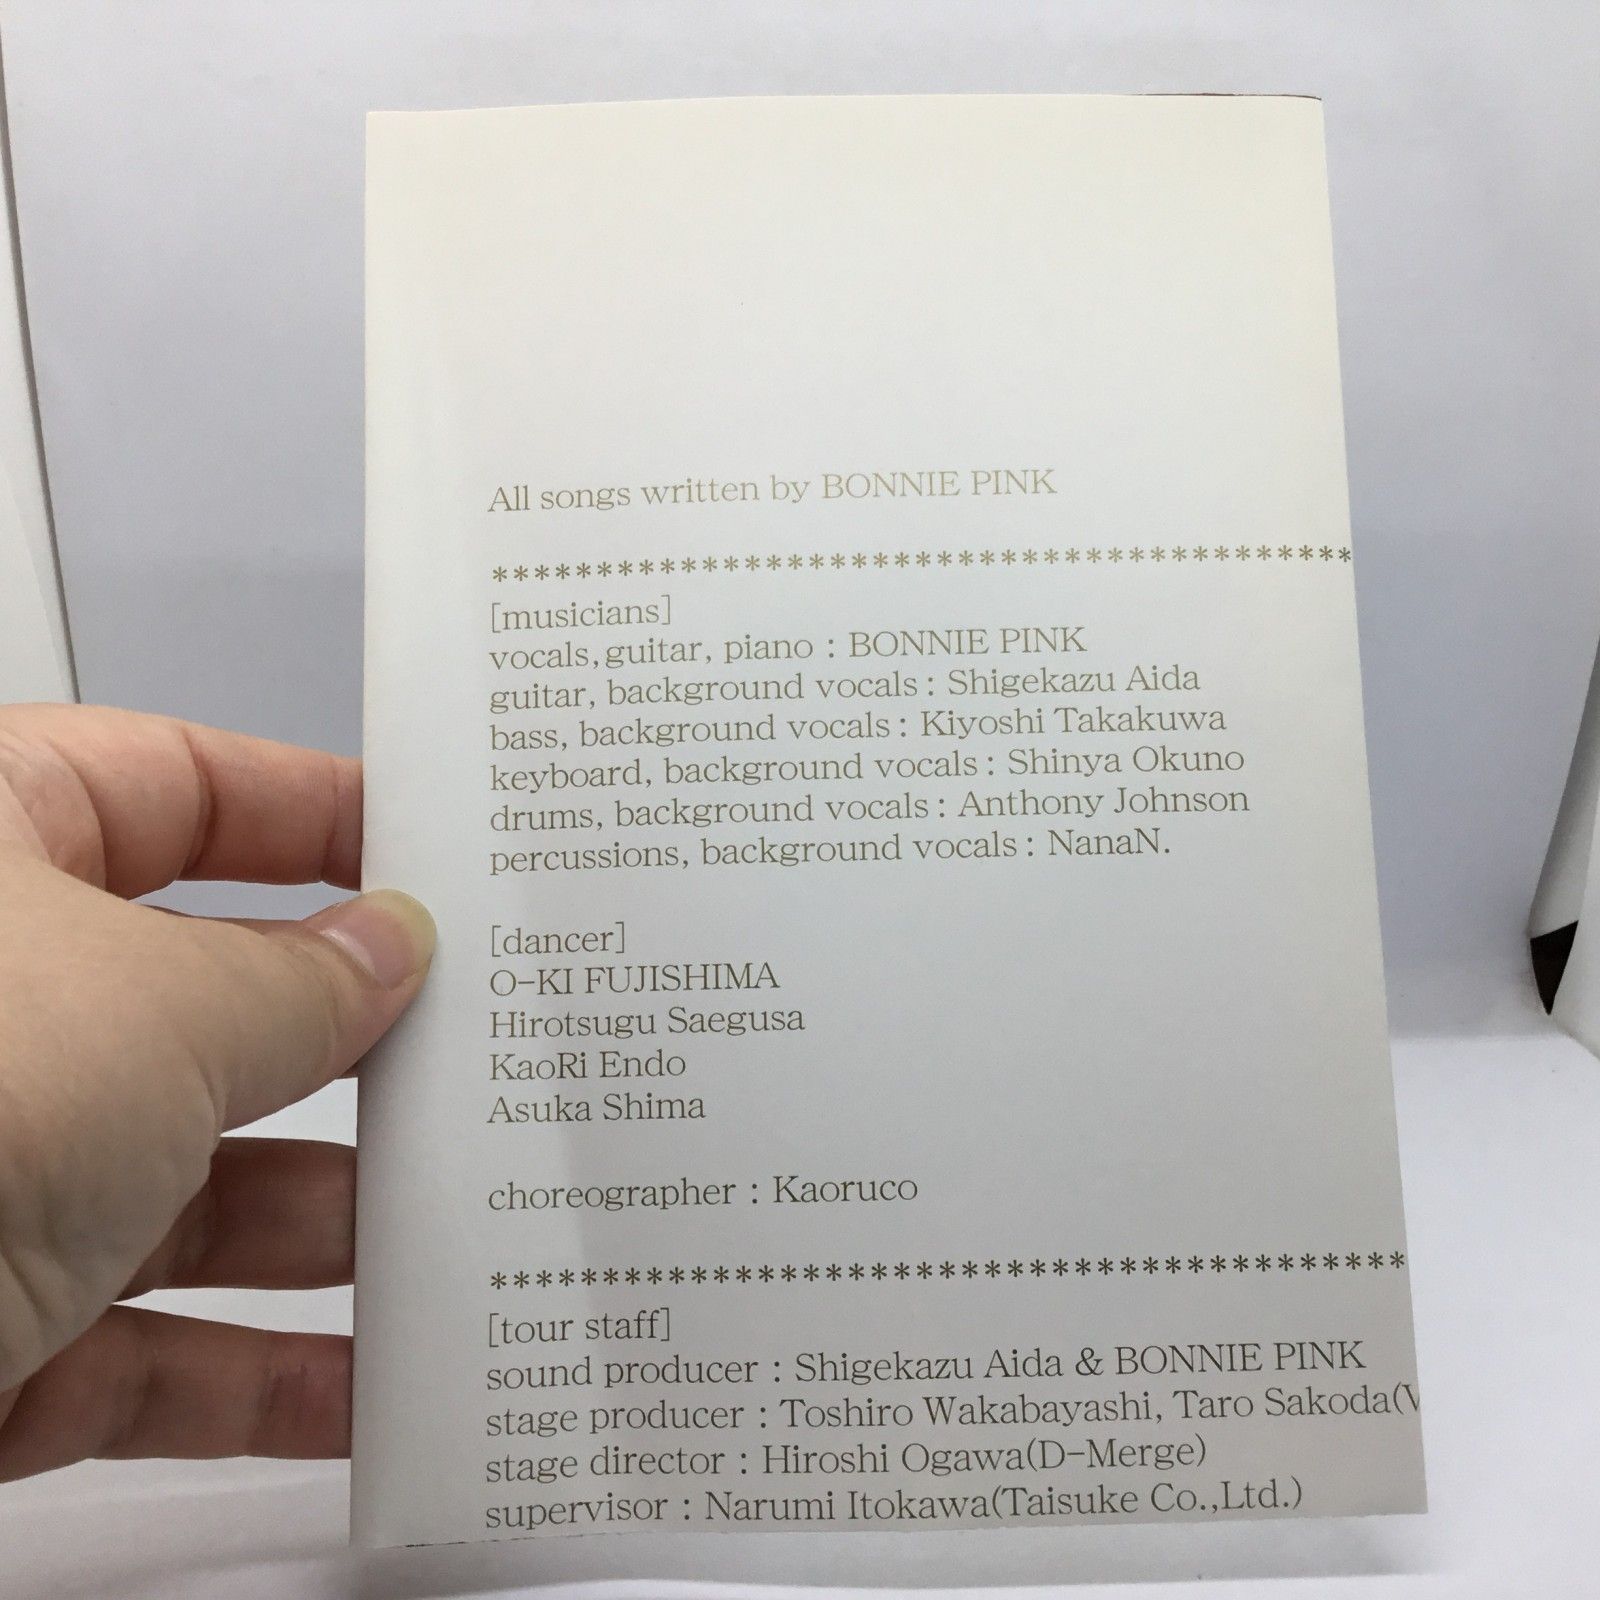 All songs written by BONNIE PINK
*****************************************
[musicians]
vocals, guitar, piano : BONNIE PINK
guitar, background vocals : Shigekazu Aida
bass, background vocals : Kiyoshi Takakuwa
keyboard, background vocals : Shinya Okuno
drums, background vocals : Anthony Johnson
percussions, background vocals : NanaN.
[dancer]
O-KI FUJISHIMA
Hirotsugu Saegusa
KaoRi Endo
Asuka Shima
choreographer : Kaoruco
*****************************************
[tour staff]
sound producer : Shigekazu Aida & BONNIE PINK
stage producer : Toshiro Wakabayashi, Taro Sakoda(
stage director : Hiroshi Ogawa(D-Merge)
supervisor : Narumi Itokawa(Taisuke Co.,Ltd.)